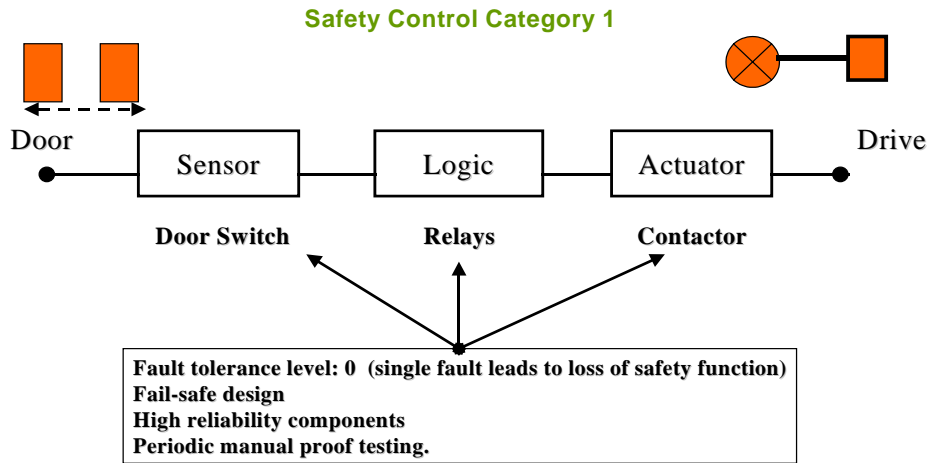 Safety Control Category 1
Door
Drive
Sensor
Logic
Actuator
Door Switch
Relays
Contactor
Fault tolerance level: 0 (single fault leads to loss of safety function)
Fail-safe design
High reliability components
Periodic manual proof testing.